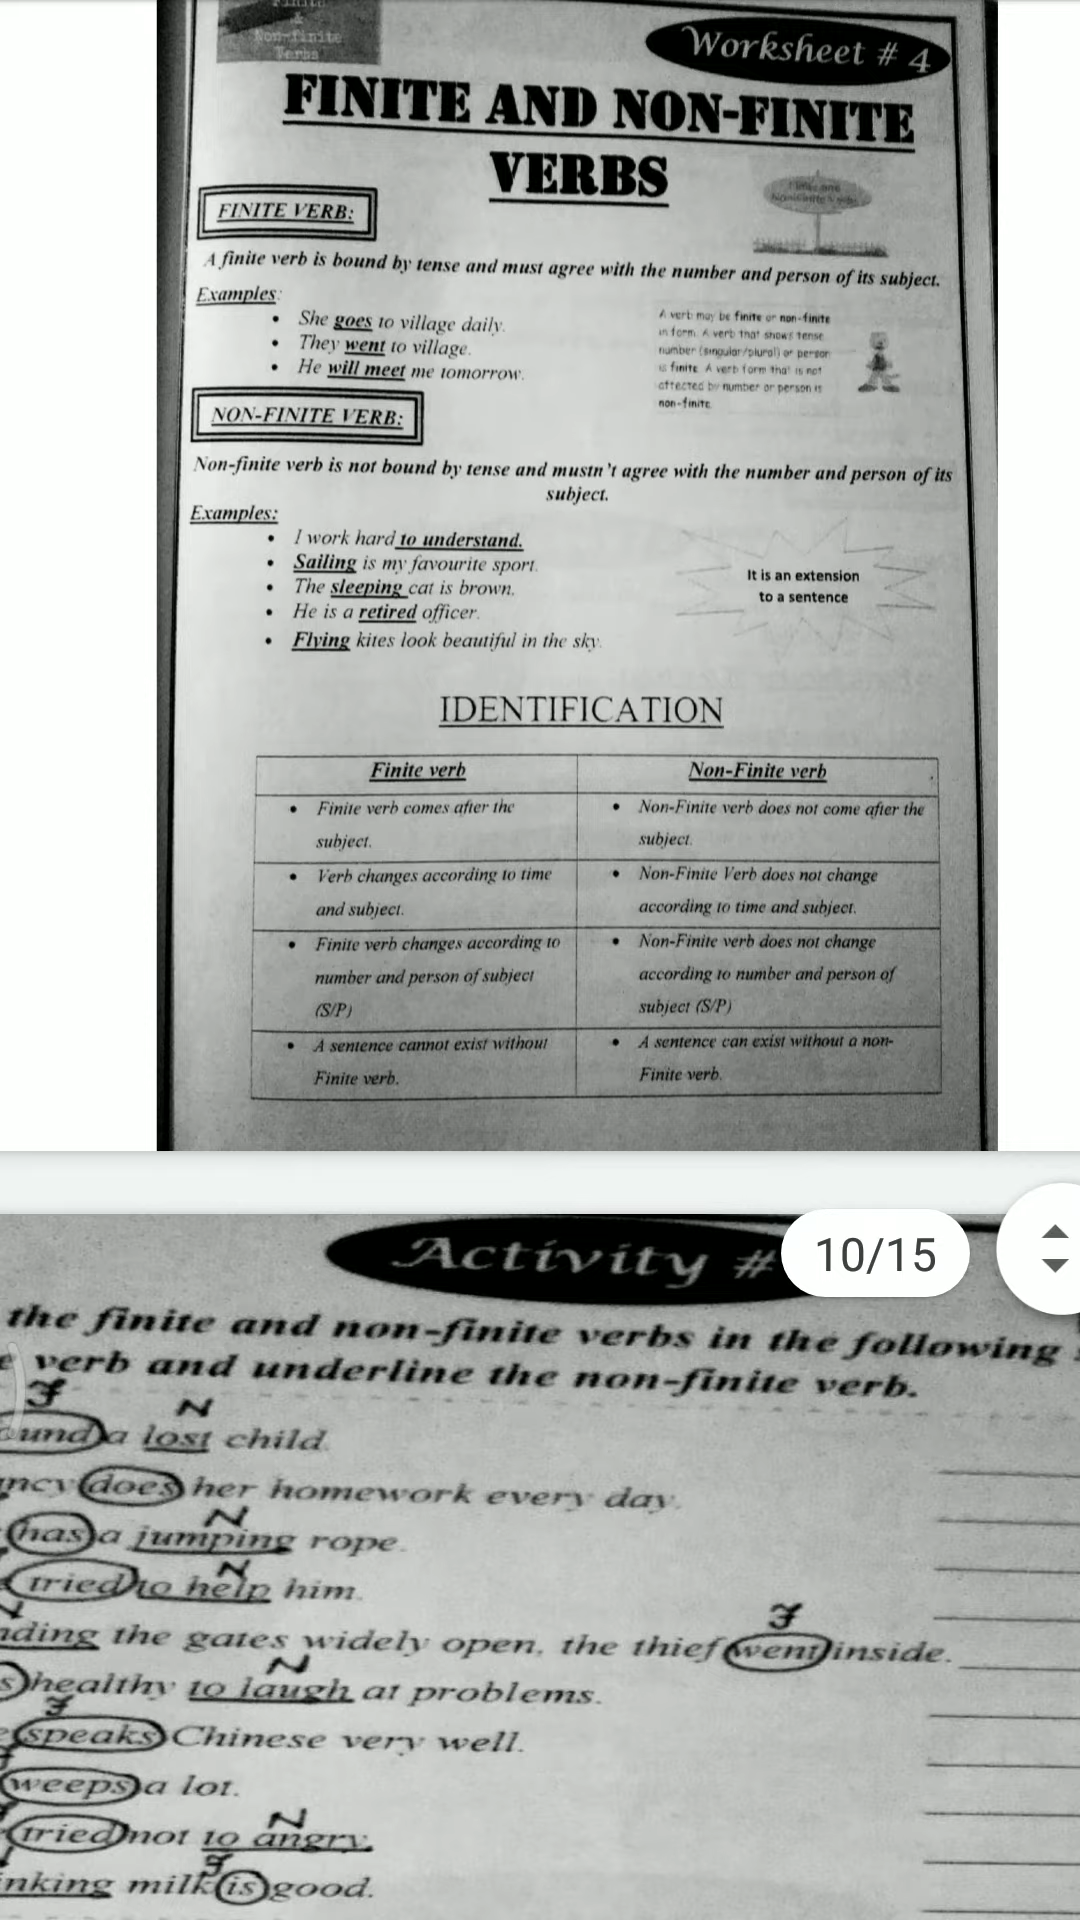 Finite
&
Non-finite
Verbs
Worksheet # 4
FINITE AND NON-FINITE
VERBS
FINITE VERB:
A finite verb is bound by tense and must agree with the number and person of its subject.
Examples:
• She goes to village daily.
• They went to village.
• He will meet me tomorrow.
A verb may be finite or non-finite
in form. A verb that shows tense
number (singular/plural) or person
is finite. A verb form that is not
affected by number or person is
non-finite
NON-FINITE VERB:
Non-finite verb is not bound by tense and mustn't agree with the number and person of its
subject.
Examples:
• I work hard to understand.
• Sailing is my favourite sport.
• The sleeping cat is brown.
• He is a retired officer.
• Flying kites look beautiful in the sky.
It is an extension
to a sentence
IDENTIFICATION
Finite verb
Non-Finite verb
• Finite verb comes after the
subject.
• Non-Finite verb does not come after the
subject.
• Verb changes according to time
and subject.
• Non-Finite Verb does not change
according to time and subject.
• Finite verb changes according to
number and person of subject
(S/P)
• Non-Finite verb does not change
according to number and person of
subject (S/P)
• A sentence cannot exist without
Finite verb.
• A sentence can exist without a non-
Finite verb.
Activity #
10/15
the finite and non-finite verbs in the following
verb and underline the non-finite verb.
F N
und a lost child.
ncy does her homework every day.
N
has a jumping rope.
N
tried to help him.
F
nding the gates widely open, the thief went inside.
N
s healthy to laugh at problems.
F
speaks Chinese very well.
weeps a lot.
N
tried not to angry.
F
inking milk is good.